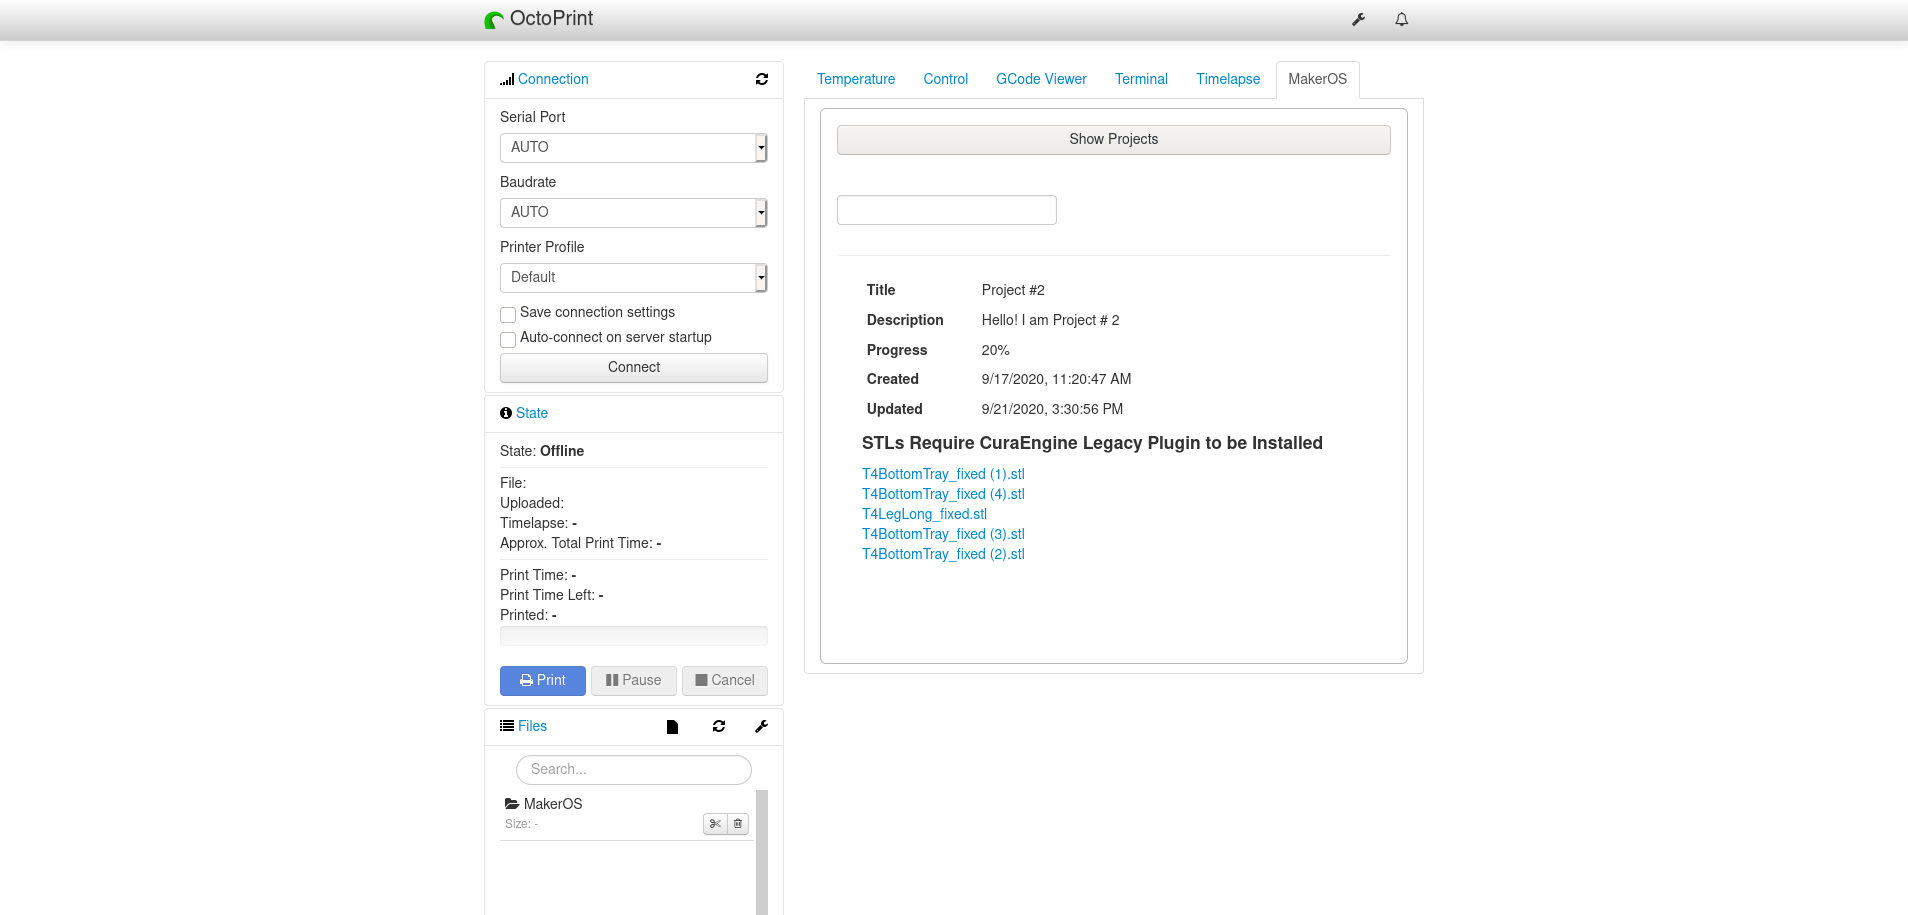 OctoPrint
Connection
Serial Port
AUTO
Baudrate
AUTO
Printer Profile
Default
Save connection settings
Auto-connect on server startup
Connect
State
State: Offline
File:
Uploaded:
Timelapse: -
Approx. Total Print Time: -
Print Time: -
Print Time Left: -
Printed: -
Print Pause Cancel
Files
Search...
MakerOS
Size: -
Temperature Control GCode Viewer Terminal Timelapse MakerOS
Show Projects
Title Project #2
Description Hello! I am Project # 2
Progress 20%
Created 9/17/2020, 11:20:47 AM
Updated 9/21/2020, 3:30:56 PM
STLs Require CuraEngine Legacy Plugin to be Installed
T4BottomTray_fixed (1).stl
T4BottomTray_fixed (4).stl
T4LegLong_fixed.stl
T4BottomTray_fixed (3).stl
T4BottomTray_fixed (2).stl